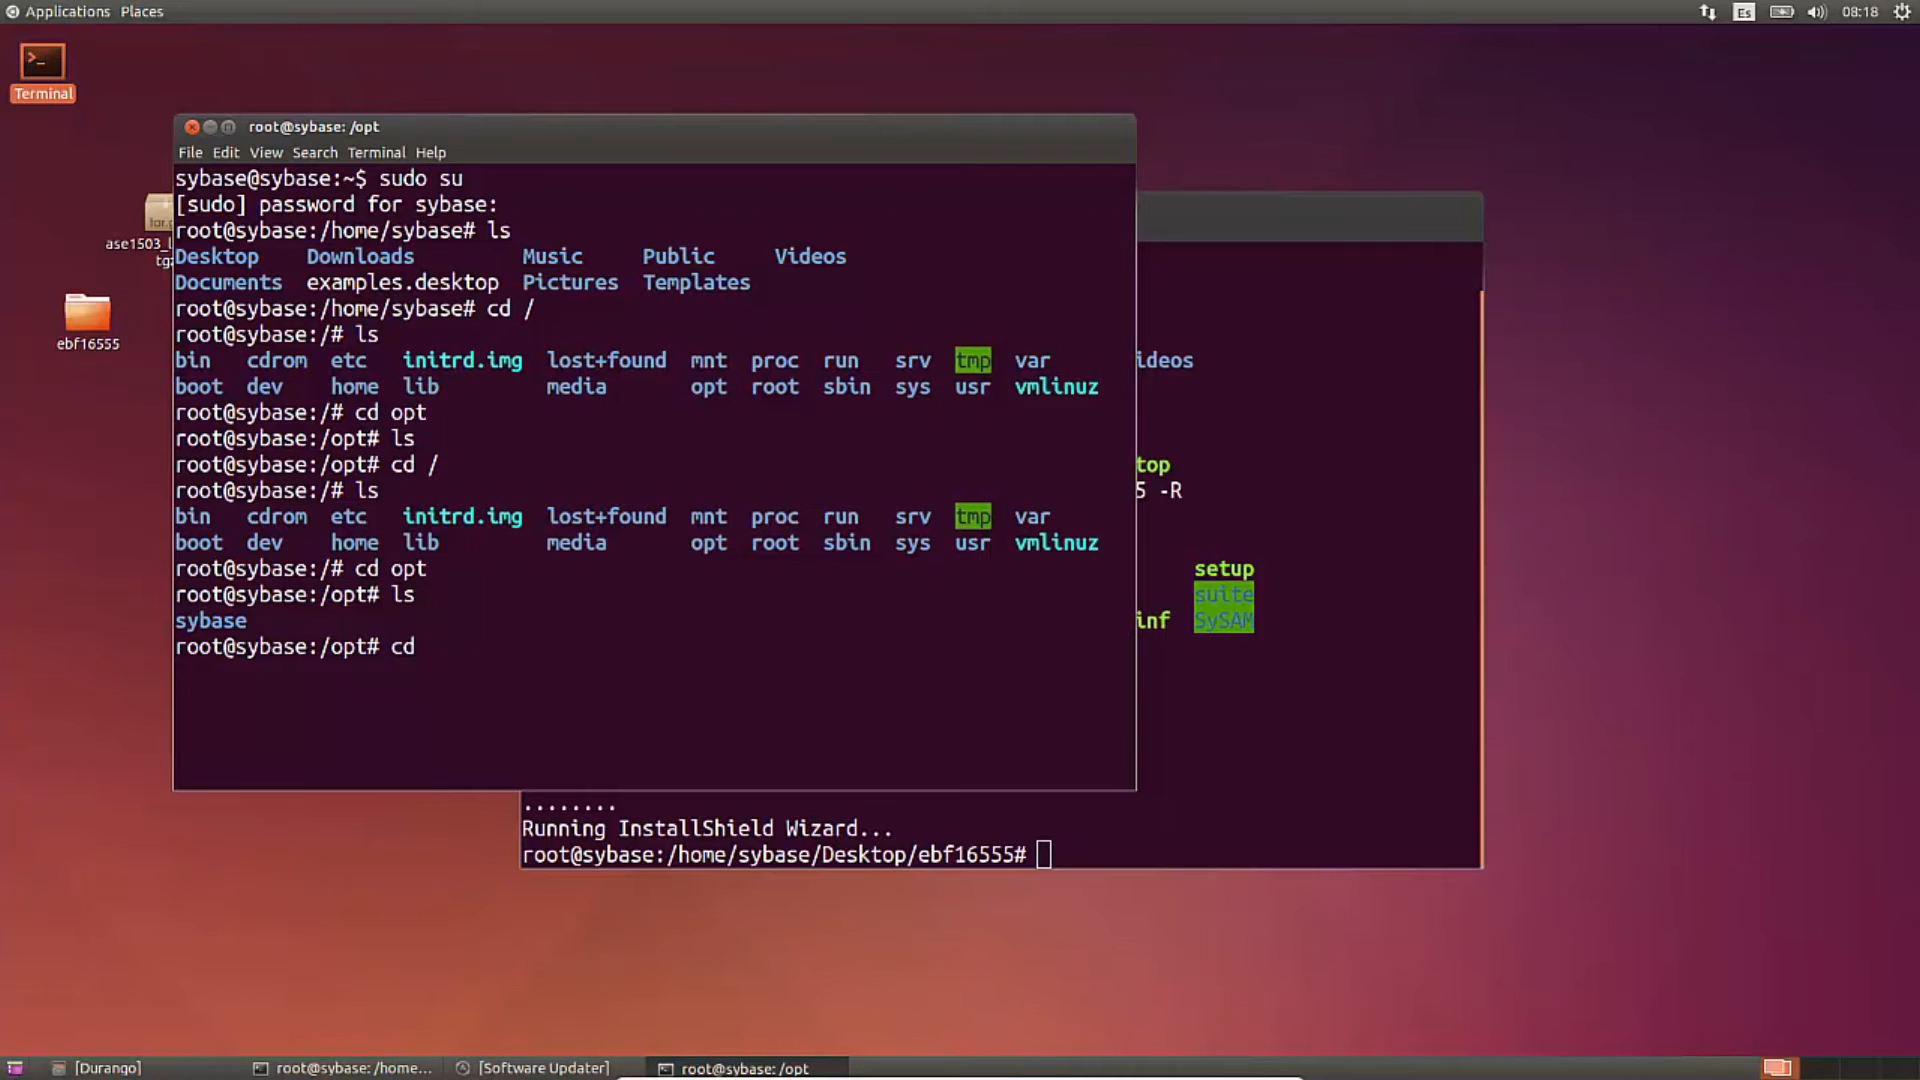 Applications Places
Es 08:18
Terminal
root@sybase: /opt
File Edit View Search Terminal Help
sybase@sybase:~$ sudo su
[sudo] password for sybase:
root@sybase:/home/sybase# ls
Desktop Downloads Music Public Videos
Documents examples.desktop Pictures Templates
root@sybase:/home/sybase# cd /
root@sybase:/# ls
bin cdrom etc initrd.img lost+found mnt proc run srv tmp var
boot dev home lib media opt root sbin sys usr vmlinuz
root@sybase:/# cd opt
root@sybase:/opt# ls
root@sybase:/opt# cd /
root@sybase:/# ls
bin cdrom etc initrd.img lost+found mnt proc run srv tmp var
boot dev home lib media opt root sbin sys usr vmlinuz
root@sybase:/# cd opt
root@sybase:/opt# ls
sybase
root@sybase:/opt# cd
ase1503_l
tgz
ebf16555
ideos
top
5 -R
setup
suite
inf SySAM
........
Running InstallShield Wizard...
root@sybase:/home/sybase/Desktop/ebf16555#
[Durango] root@sybase: /home... [Software Updater] root@sybase: /opt